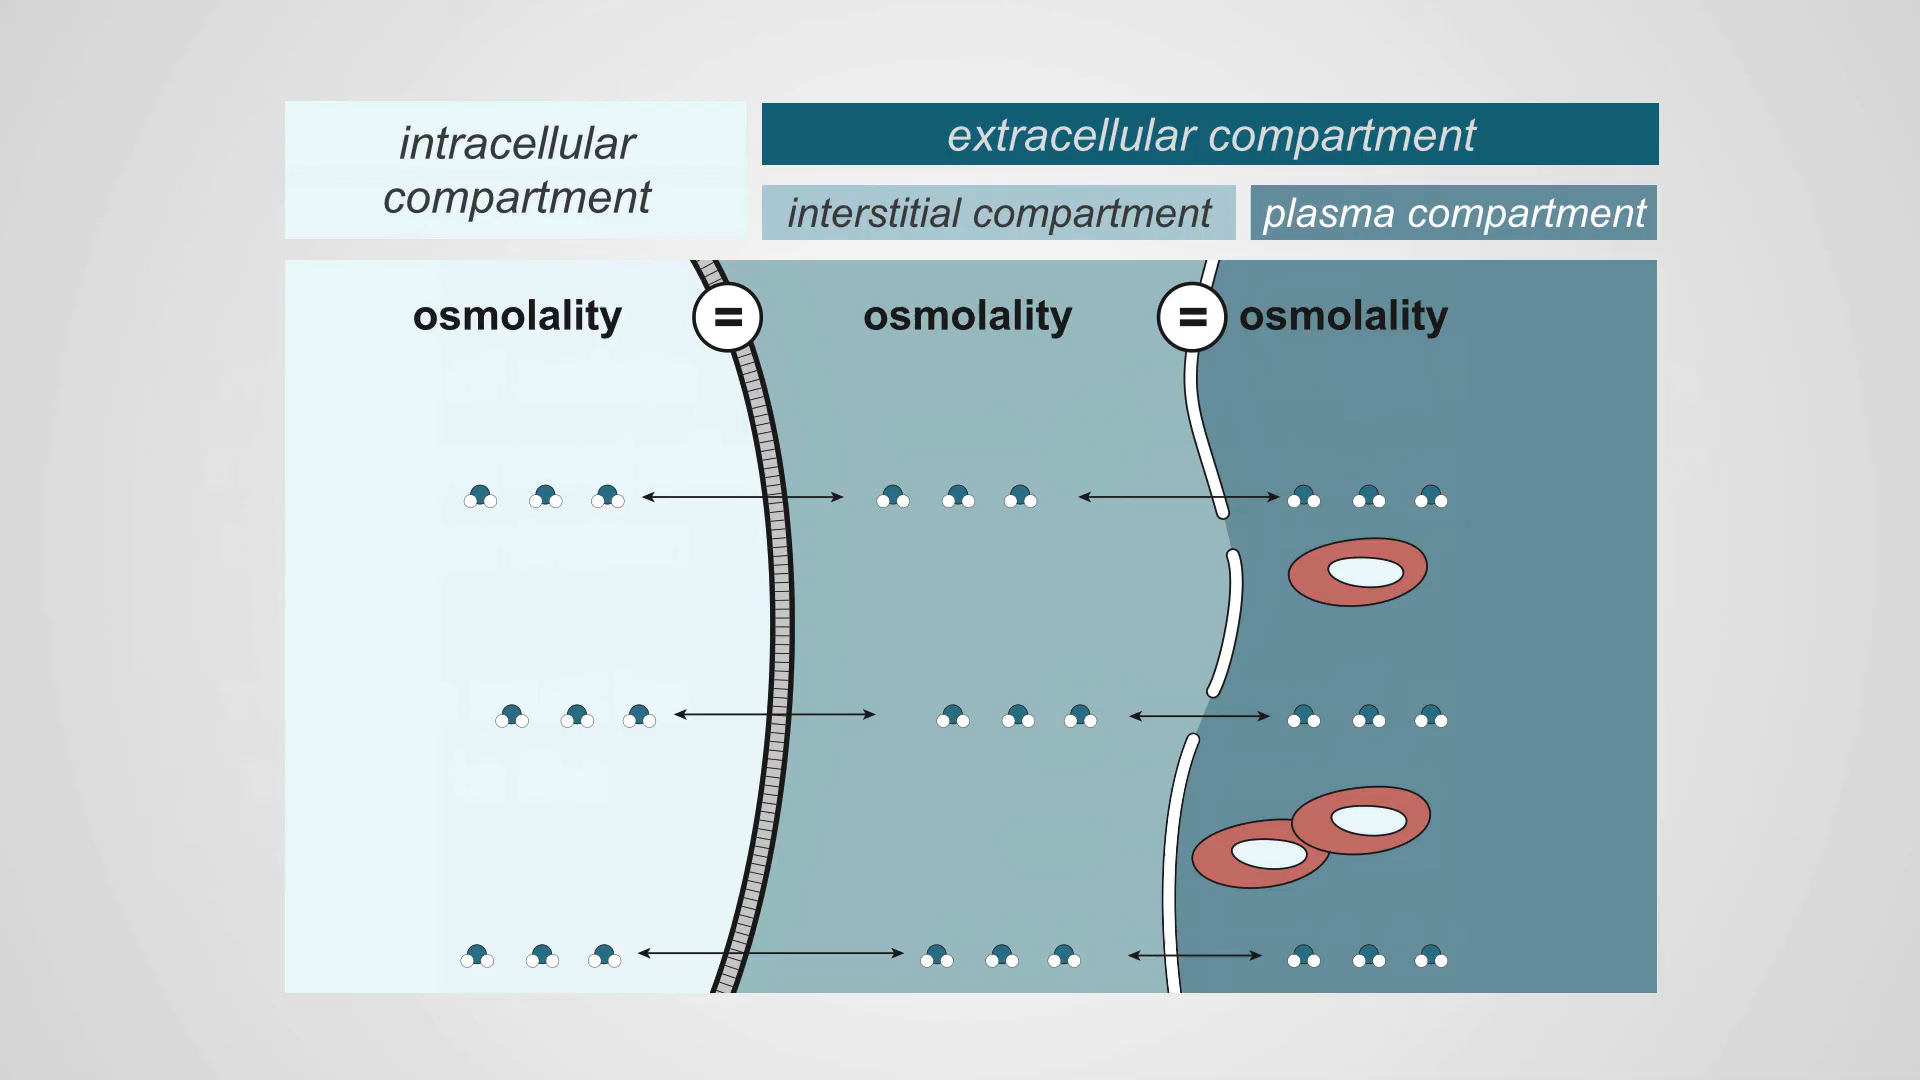 intracellular
compartment
extracellular compartment
interstitial compartment
plasma compartment
osmolality = osmolality = osmolality